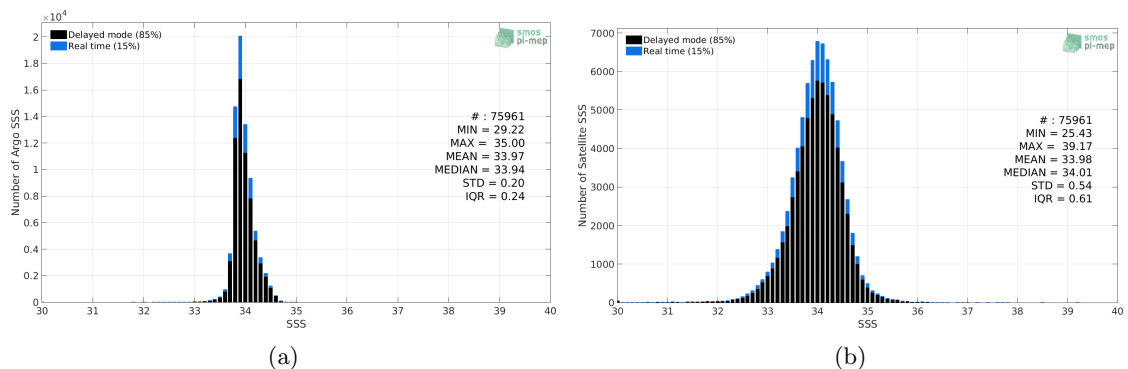 ×10⁴
Delayed mode (85%)
Real time (15%)
smos
pi-mep
2
1.8
1.6
1.4
1.2
1
0.8
0.6
0.4
0.2
0
Number of Argo SSS
# : 75961
MIN = 29.22
MAX = 35.00
MEAN = 33.97
MEDIAN = 33.94
STD = 0.20
IQR = 0.24
30 31 32 33 34 35 36 37 38 39 40
SSS
(a)
Delayed mode (85%)
Real time (15%)
smos
pi-mep
7000
6000
5000
4000
3000
2000
1000
0
Number of Satellite SSS
# : 75961
MIN = 25.43
MAX = 39.17
MEAN = 33.98
MEDIAN = 34.01
STD = 0.54
IQR = 0.61
30 31 32 33 34 35 36 37 38 39 40
SSS
(b)